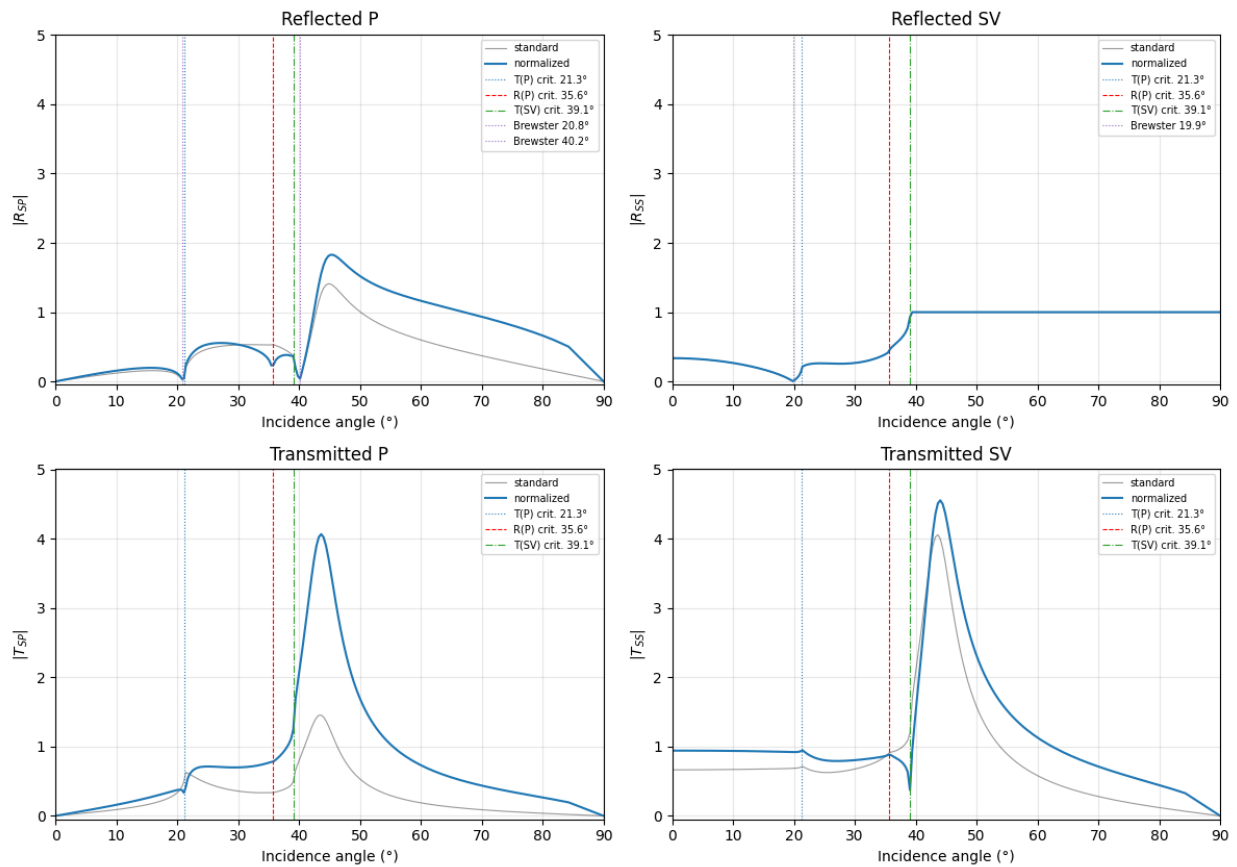 Reflected P
5
4
3
2
1
0
|R_SP|
standard
normalized
T(P) crit. 21.3°
R(P) crit. 35.6°
T(SV) crit. 39.1°
Brewster 20.8°
Brewster 40.2°
0 10 20 30 40 50 60 70 80 90
Incidence angle (°)
Reflected SV
5
4
3
2
1
0
|R_SS|
standard
normalized
T(P) crit. 21.3°
R(P) crit. 35.6°
T(SV) crit. 39.1°
Brewster 19.9°
0 10 20 30 40 50 60 70 80 90
Incidence angle (°)
Transmitted P
5
4
3
2
1
0
|T_SP|
standard
normalized
T(P) crit. 21.3°
R(P) crit. 35.6°
T(SV) crit. 39.1°
0 10 20 30 40 50 60 70 80 90
Incidence angle (°)
Transmitted SV
5
4
3
2
1
0
|T_SS|
standard
normalized
T(P) crit. 21.3°
R(P) crit. 35.6°
T(SV) crit. 39.1°
0 10 20 30 40 50 60 70 80 90
Incidence angle (°)